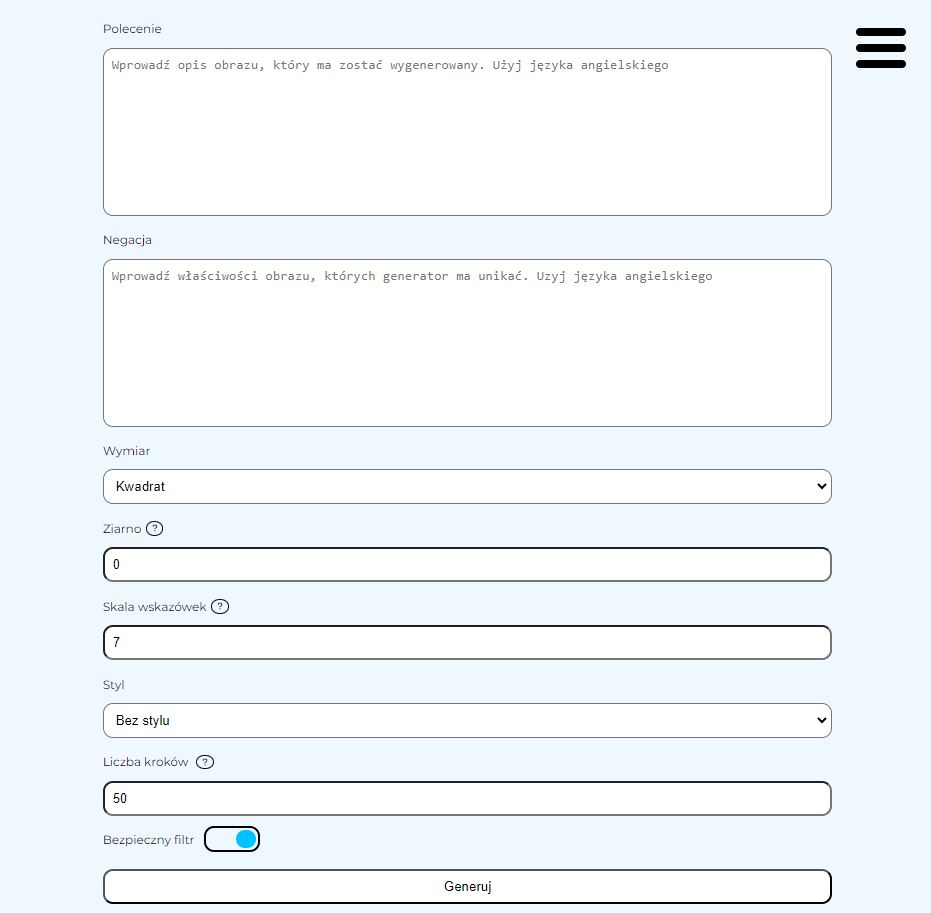 Polecenie
Wprowadź opis obrazu, który ma zostać wygenerowany. Użyj języka angielskiego
Negacja
Wprowadź właściwości obrazu, których generator ma unikać. Uzyj języka angielskiego
Wymiar
Kwadrat
Ziarno ?
0
Skala wskazówek ?
7
Styl
Bez stylu
Liczba kroków ?
50
Bezpieczny filtr
Generuj